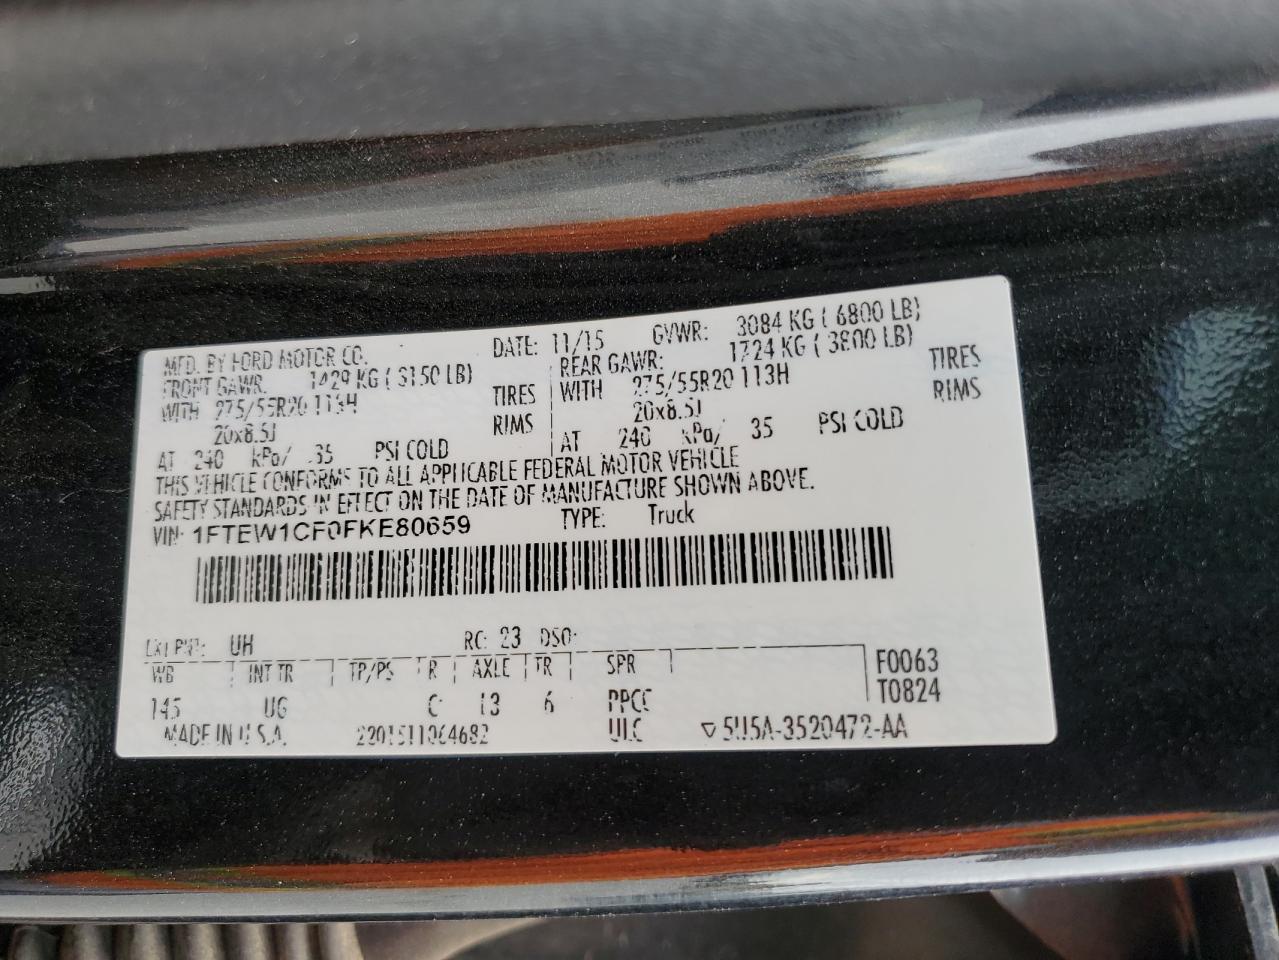 MFD. BY FORD MOTOR CO. DATE: 11/15 GVWR: 3084 KG ( 6800 LB)
FRONT GAWR: 1429 KG ( 3150 LB) REAR GAWR: 1724 KG ( 3800 LB)
WITH 275/55R20 113H TIRES WITH 275/55R20 113H TIRES
20x8.5J RIMS 20x8.5J RIMS
AT 240 kPa/ 35 PSI COLD AT 240 kPa/ 35 PSI COLD
THIS VEHICLE CONFORMS TO ALL APPLICABLE FEDERAL MOTOR VEHICLE
SAFETY STANDARDS IN EFFECT ON THE DATE OF MANUFACTURE SHOWN ABOVE.
VIN: 1FTEW1CF0FKE80659 TYPE: Truck
EXT PNT: UH RC: 23 DSO:
WB INT TR TP/PS R AXLE TR SPR F0063
145 UG C 13 6 PPCC T0824
MADE IN U.S.A. ULC ▽5U5A-3520472-AA